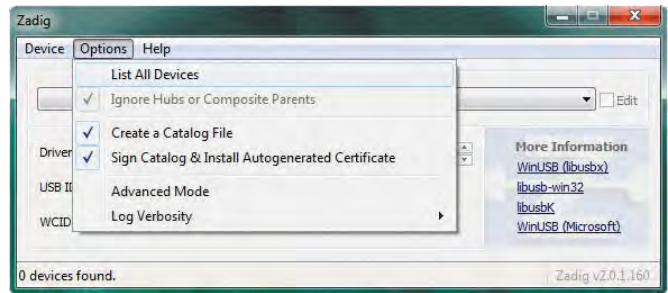 Zadig
Device Options Help
List All Devices
Ignore Hubs or Composite Parents
Edit
Create a Catalog File
Sign Catalog & Install Autogenerated Certificate
Driver
More Information
WinUSB (libusbx)
libusb-win32
libusbK
WinUSB (Microsoft)
USB ID
Advanced Mode
Log Verbosity
WCID
0 devices found.
Zadig v2.0.1.160